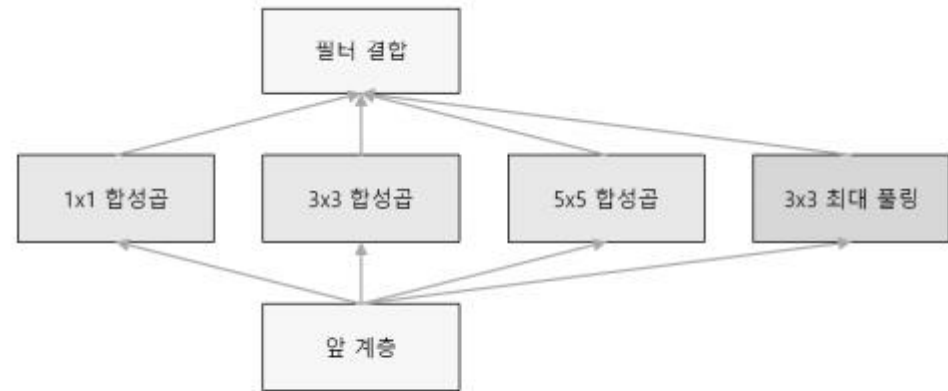 필터 결합
1x1 합성곱
3x3 합성곱
5x5 합성곱
3x3 최대 풀링
앞 계층